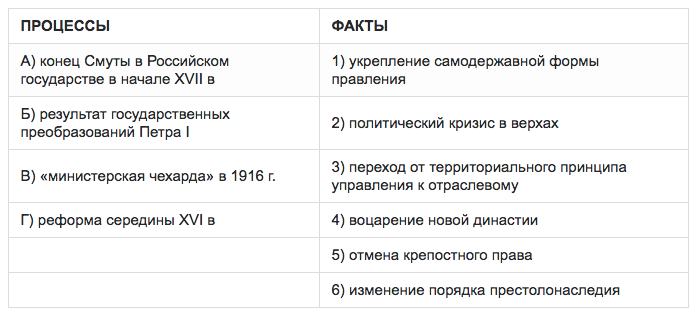 ПРОЦЕССЫ
ФАКТЫ
А) конец Смуты в Российском
государстве в начале XVII в
1) укрепление самодержавной формы
правления
Б) результат государственных
преобразований Петра I
2) политический кризис в верхах
В) «министерская чехарда» в 1916 г.
3) переход от территориального принципа
управления к отраслевому
Г) реформа середины XVI в
4) воцарение новой династии
5) отмена крепостного права
6) изменение порядка престолонаследия